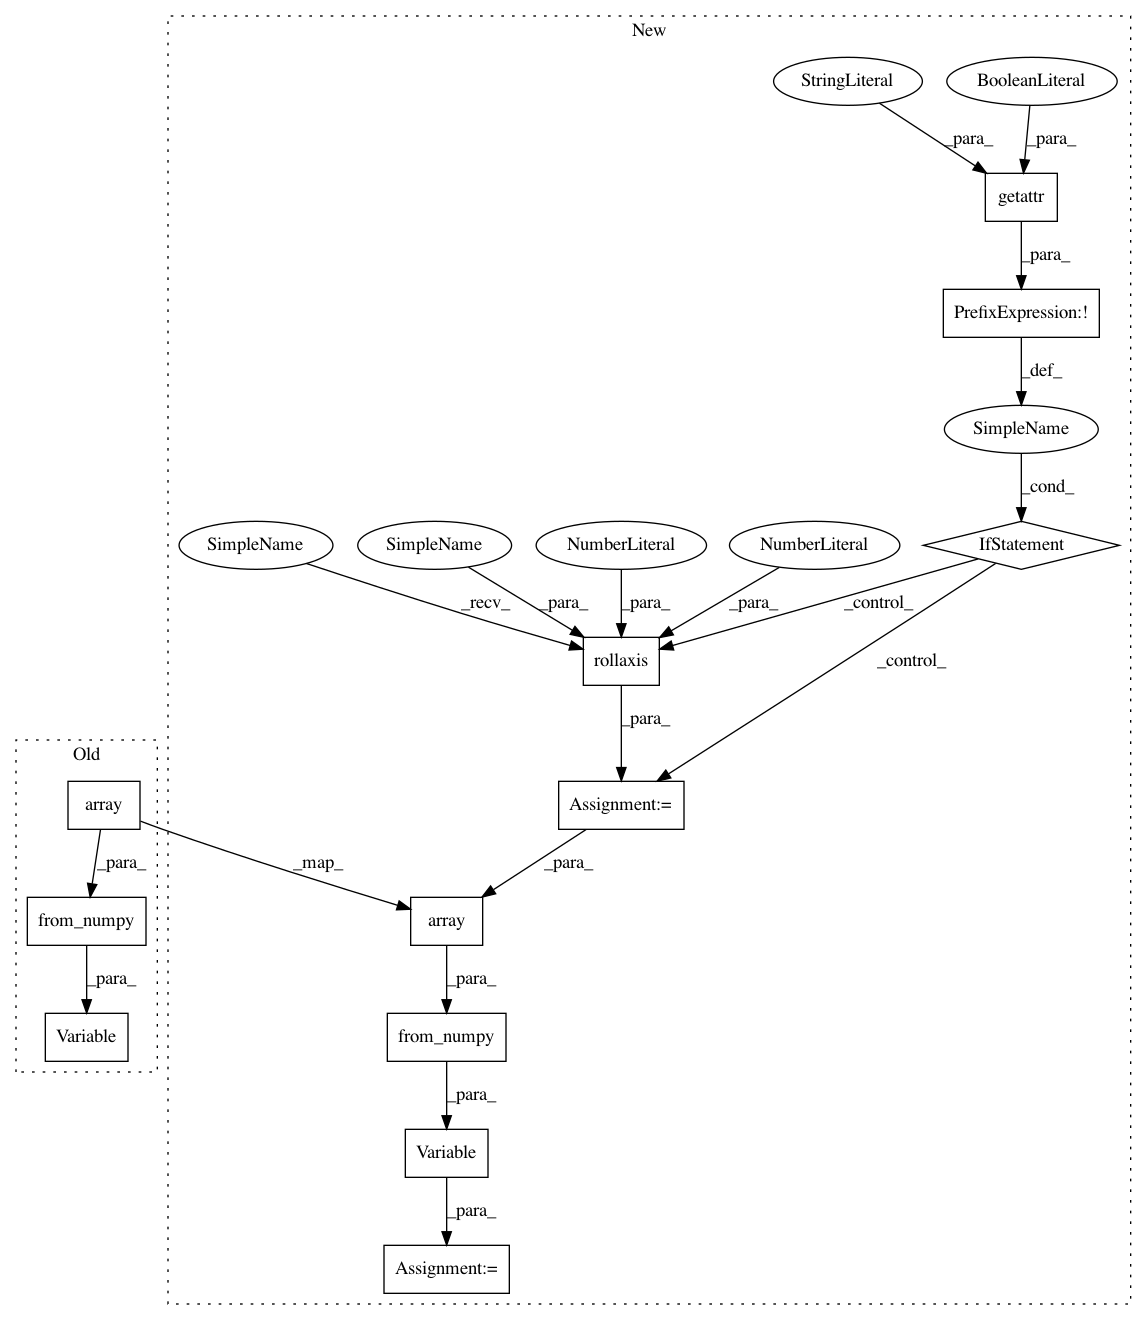 New
StringLiteral
BooleanLiteral
_para_
_para_
getattr
_para_
PrefixExpression:!
_def_
SimpleName
_cond_
SimpleName
SimpleName
NumberLiteral
NumberLiteral
IfStatement
_recv_
_para_
_para_
_para_
_control_
rollaxis
_control_
_para_
Old
array
Assignment:=
_para_
_map_
_para_
from_numpy
array
_para_
_para_
Variable
from_numpy
_para_
Variable
_para_
Assignment:=